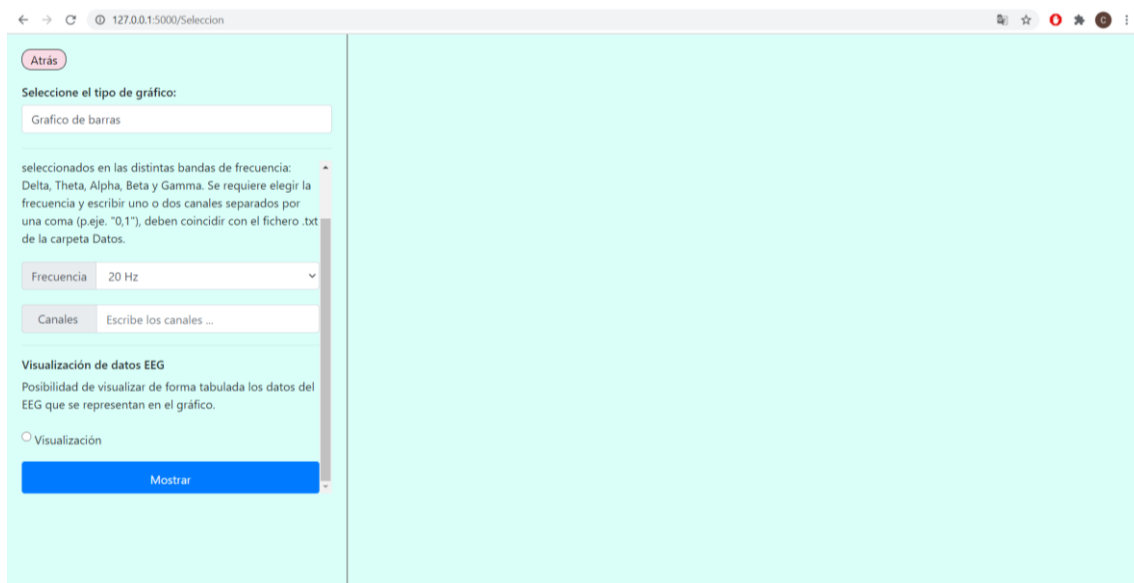 127.0.0.1:5000/Seleccion
C
Atrás
Seleccione el tipo de gráfico:
Grafico de barras
seleccionados en las distintas bandas de frecuencia:
Delta, Theta, Alpha, Beta y Gamma. Se requiere elegir la
frecuencia y escribir uno o dos canales separados por
una coma (p.eje. "0,1"), deben coincidir con el fichero .txt
de la carpeta Datos.
Frecuencia 20 Hz
Canales Escribe los canales ...
Visualización de datos EEG
Posibilidad de visualizar de forma tabulada los datos del
EEG que se representan en el gráfico.
Visualización
Mostrar